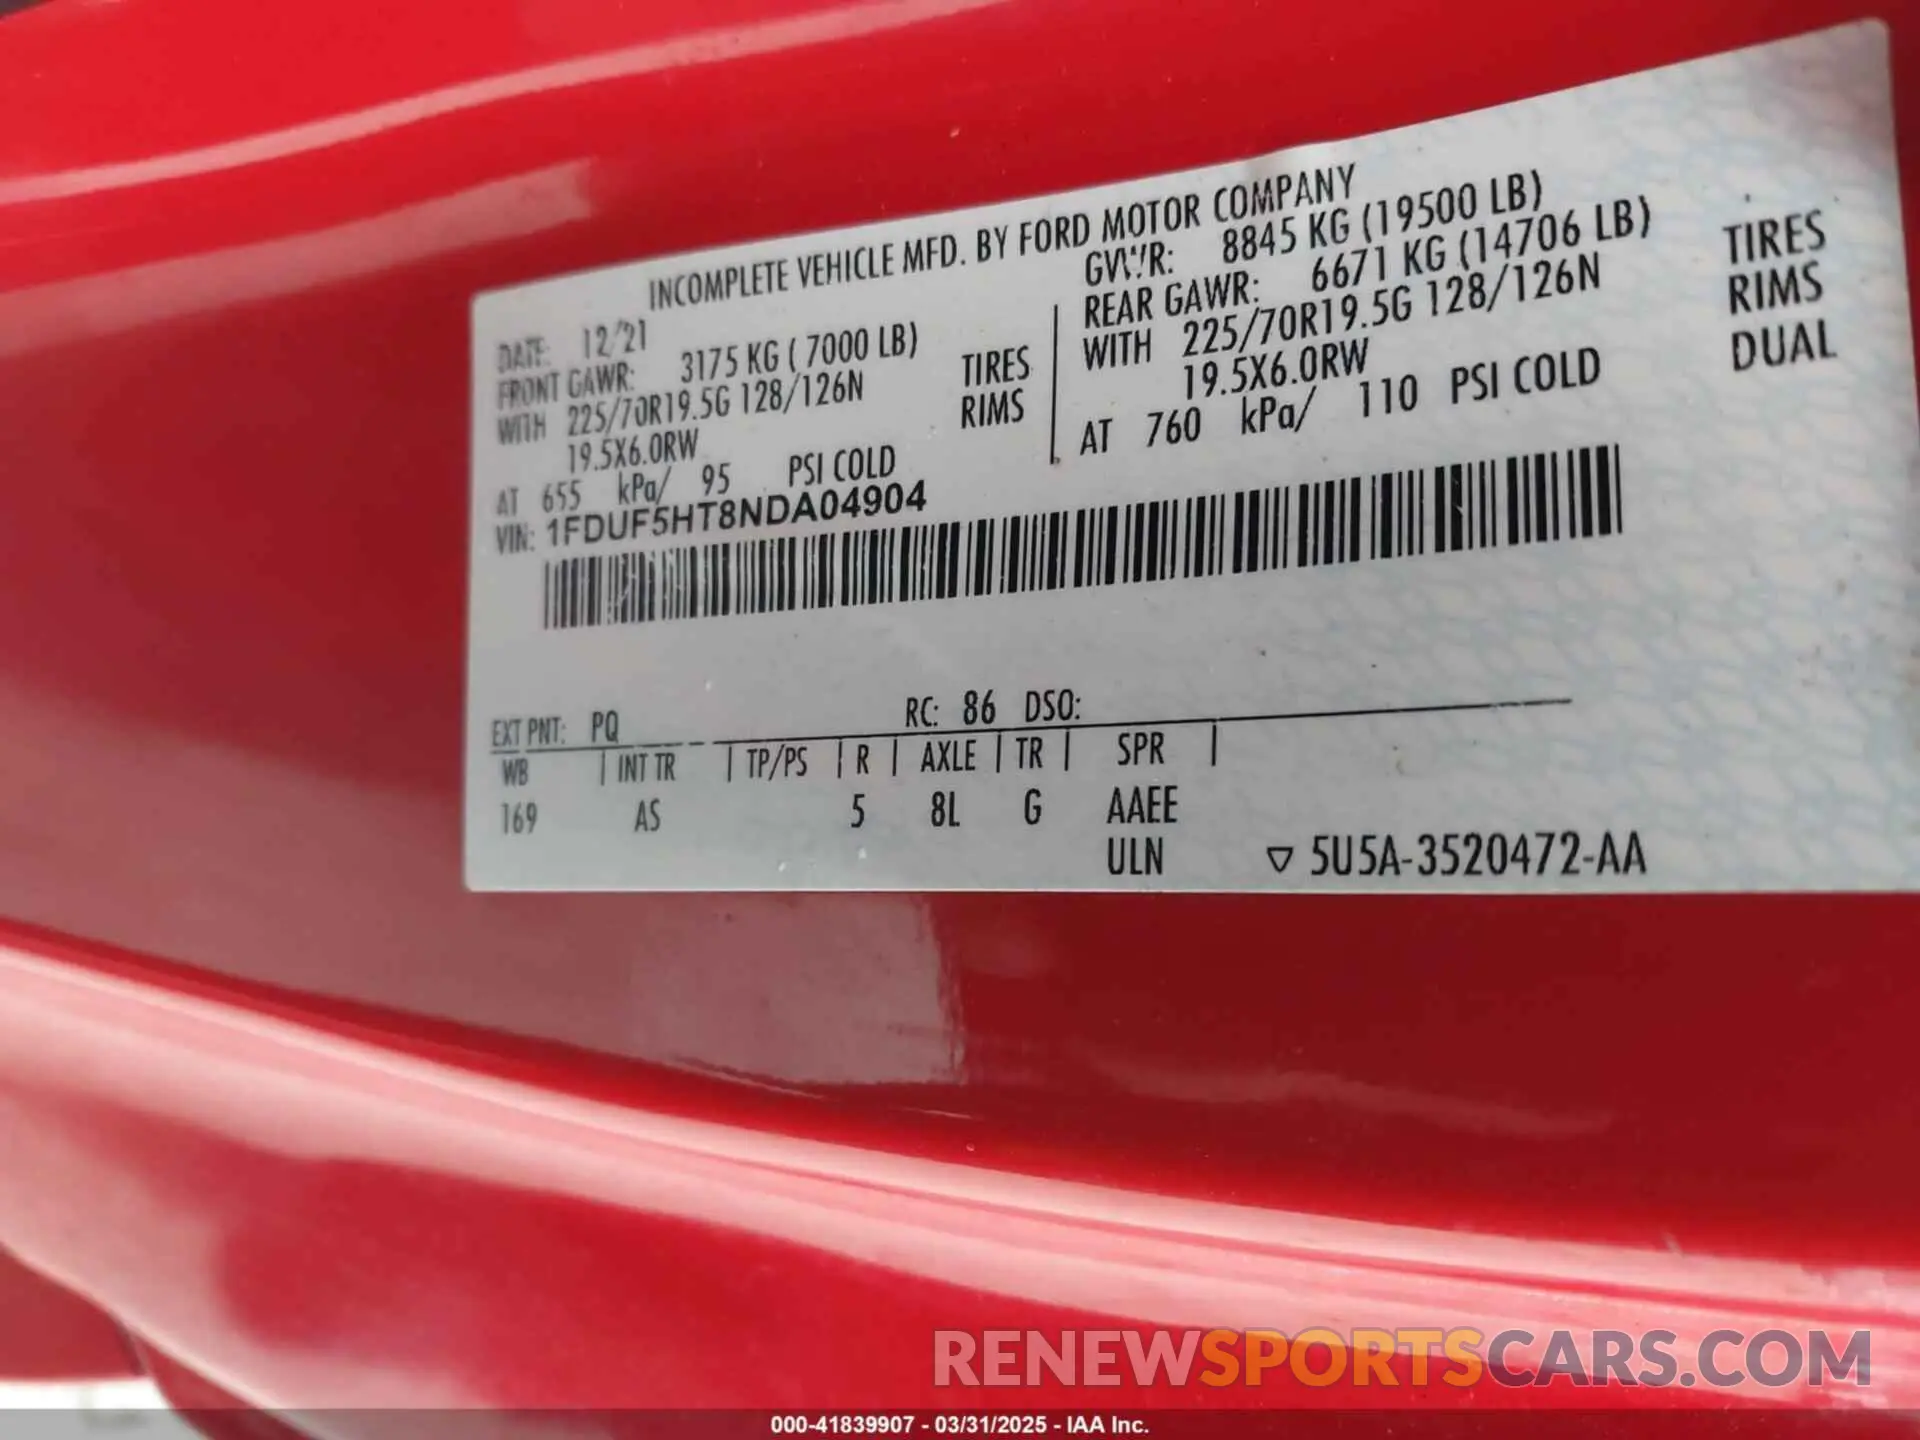 INCOMPLETE VEHICLE MFD. BY FORD MOTOR COMPANY
DATE: 12/21
FRONT GAWR: 3175 KG ( 7000 LB)
WITH 225/70R19.5G 128/126N TIRES
19.5X6.0RW RIMS
AT 655 kPa/ 95 PSI COLD
GVWR: 8845 KG (19500 LB)
REAR GAWR: 6671 KG (14706 LB)
WITH 225/70R19.5G 128/126N TIRES
19.5X6.0RW RIMS
AT 760 kPa/ 110 PSI COLD DUAL
VIN: 1FDUF5HT8NDA04904
EXT PNT: PQ RC: 86 DSO:
WB | INT TR | TP/PS | R | AXLE | TR | SPR |
169 AS 5 8L G AAEE
ULN ▽ 5U5A-3520472-AA
RENEWSPORTSCARS.COM
000-41839907 - 03/31/2025 - IAA Inc.